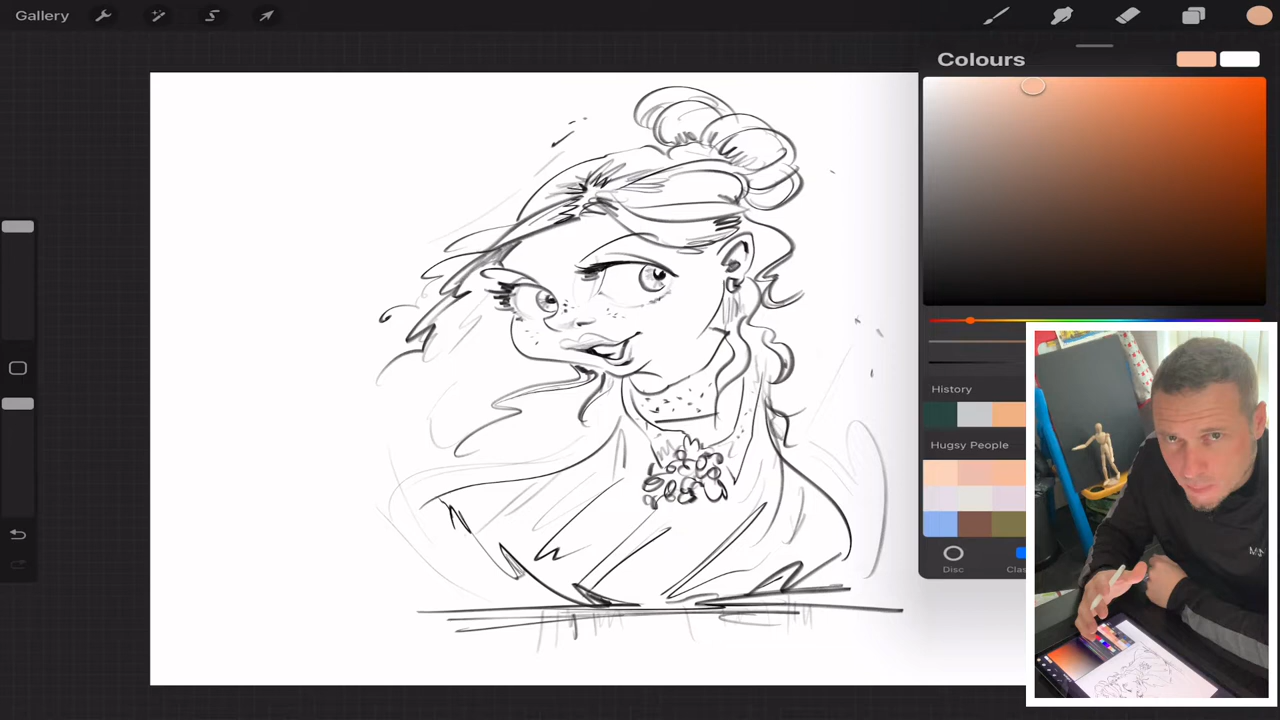 Gallery
Colours
History
Hugsy People
Disc
Clas